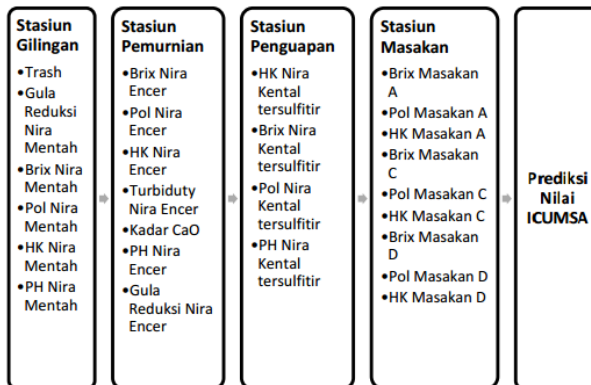 Stasiun
Gilingan
•Trash
•Gula
Reduksi
Nira
Mentah
•Brix Nira
Mentah
•Pol Nira
Mentah
•HK Nira
Mentah
•PH Nira
Mentah
Stasiun
Pemurnian
•Brix Nira
Encer
•Pol Nira
Encer
•HK Nira
Encer
•Turbiduty
Nira Encer
•Kadar CaO
•PH Nira
Encer
•Gula
Reduksi Nira
Encer
Stasiun
Penguapan
•HK Nira
Kental
tersulfitir
•Brix Nira
Kental
tersulfitir
•Pol Nira
Kental
tersulfitir
•PH Nira
Kental
tersulfitir
Stasiun
Masakan
•Brix Masakan
A
•Pol Masakan A
•HK Masakan A
•Brix Masakan
C
•Pol Masakan C
•HK Masakan C
•Brix Masakan
D
•Pol Masakan D
•HK Masakan D
Prediksi
Nilai
ICUMSA